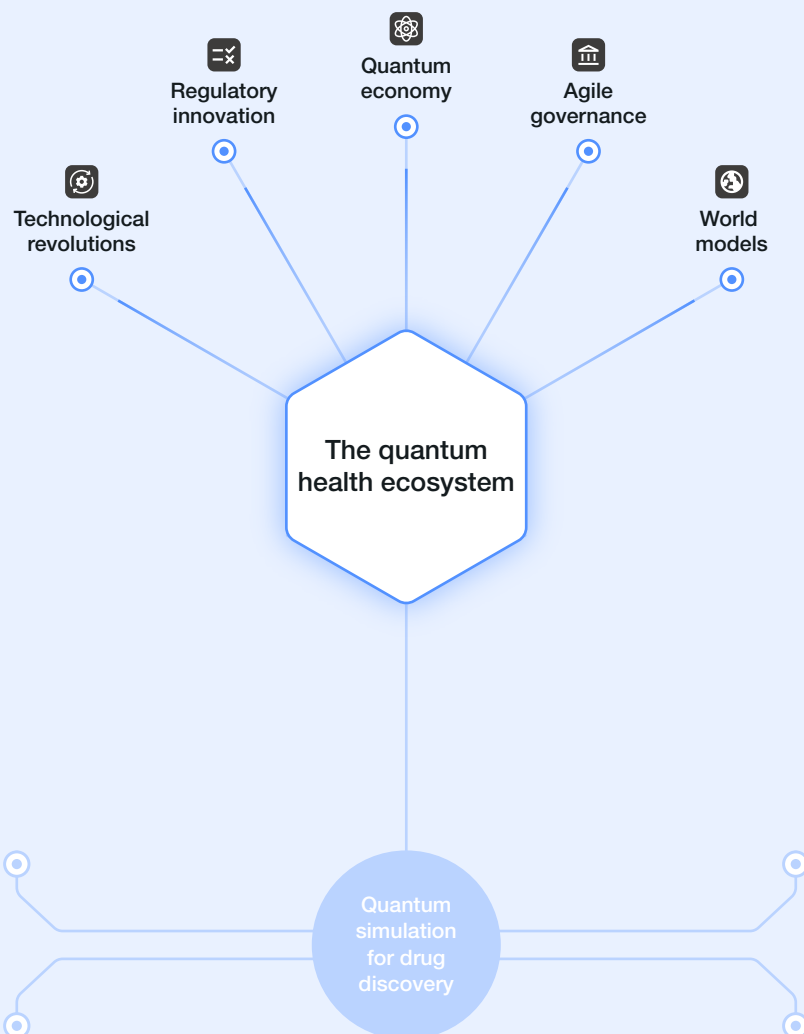 Quantum
economy
Regulatory
innovation
Agile
governance
Technological
revolutions
World
models
The quantum
health ecosystem
Quantum
simulation
for drug
discovery